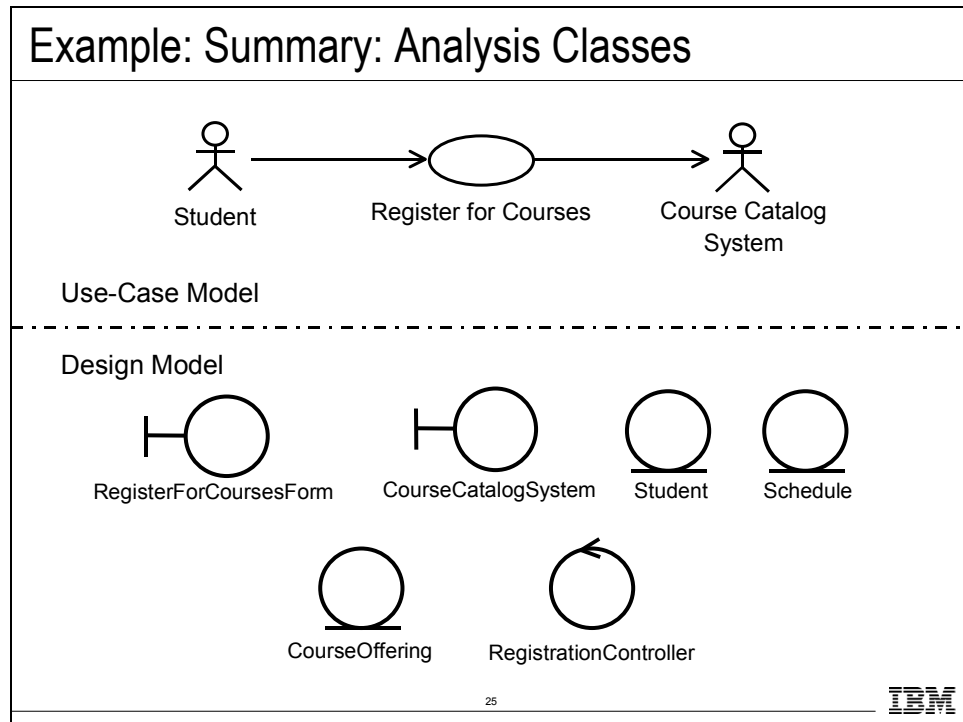 Example: Summary: Analysis Classes
Student
Register for Courses
Course Catalog
System
Use-Case Model
Design Model
RegisterForCoursesForm
CourseCatalogSystem
Student
Schedule
CourseOffering
RegistrationController
25
IBM